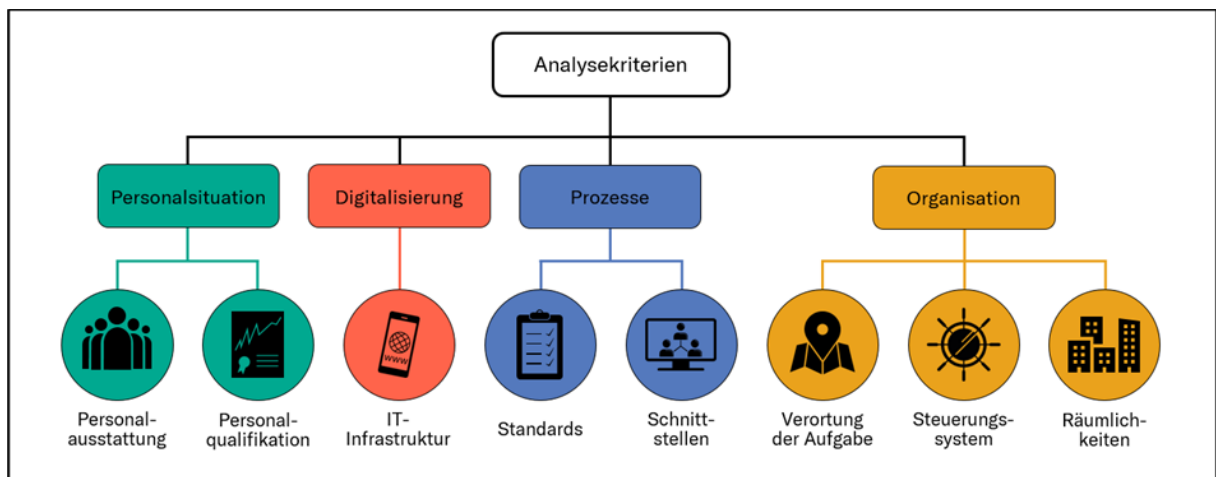 Analysekriterien
Personalsituation
Digitalisierung
Prozesse
Organisation
www
Personal-
ausstattung
Personal-
qualifikation
IT-
Infrastruktur
Standards
Schnitt-
stellen
Verortung
der Aufgabe
Steuerungs-
system
Räumlich-
keiten